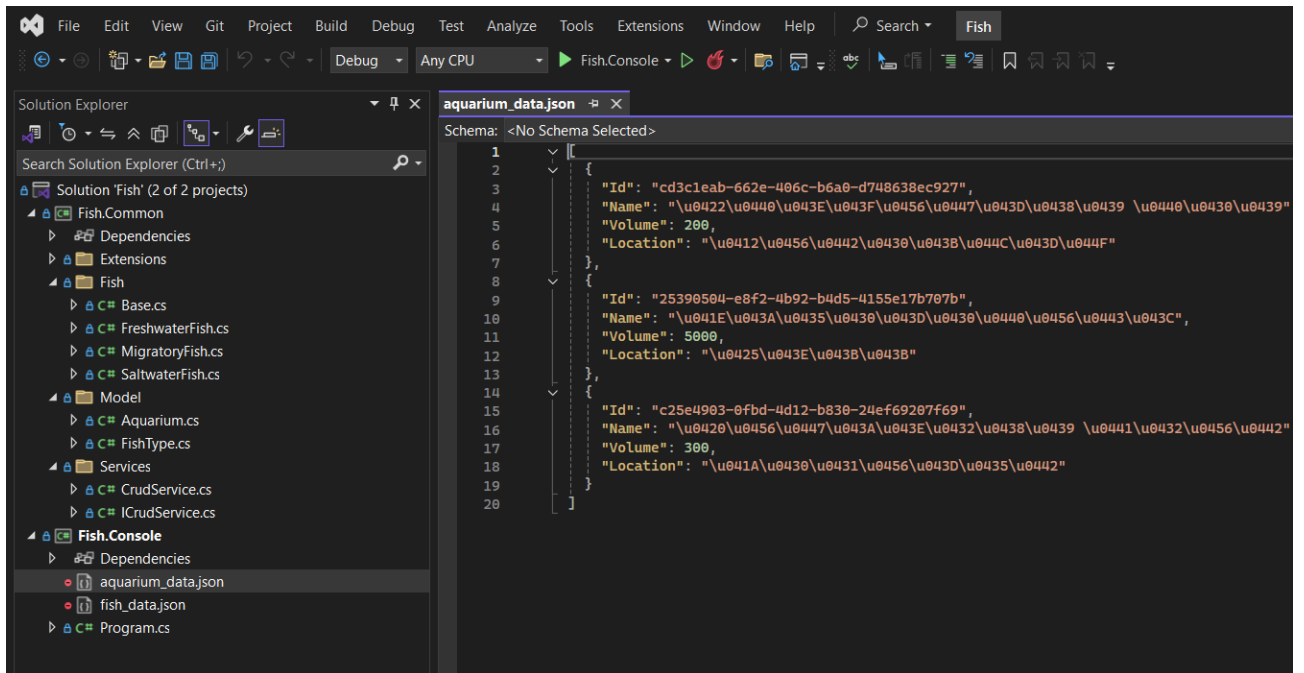 File Edit View Git Project Build Debug Test Analyze Tools Extensions Window Help Search Fish
Debug Any CPU Fish.Console
abc
Solution Explorer
Search Solution Explorer (Ctrl+;)
Solution 'Fish' (2 of 2 projects)
C# Fish.Common
Dependencies
Extensions
Fish
C# Base.cs
C# FreshwaterFish.cs
C# MigratoryFish.cs
C# SaltwaterFish.cs
Model
C# Aquarium.cs
C# FishType.cs
Services
C# CrudService.cs
C# ICrudService.cs
C# Fish.Console
Dependencies
aquarium_data.json
fish_data.json
C# Program.cs
aquarium_data.json
Schema: <No Schema Selected>
1 [
2 {
3 "Id": "cd3c1eab-662e-406c-b6a0-d748638ec927",
4 "Name": "\u0422\u0440\u043E\u043F\u0456\u0447\u043D\u0438\u0439 \u0440\u0430\u0439"
5 "Volume": 200,
6 "Location": "\u0412\u0456\u0442\u0430\u043B\u044C\u043D\u044F"
7 },
8 {
9 "Id": "25390504-e8f2-4b92-b4d5-4155e17b707b",
10 "Name": "\u041E\u043A\u0435\u0430\u043D\u0430\u0440\u0456\u0443\u043C",
11 "Volume": 5000,
12 "Location": "\u0425\u043E\u043B\u043B"
13 },
14 {
15 "Id": "c25e4903-0fbd-4d12-b830-24ef69207f69",
16 "Name": "\u0420\u0456\u0447\u043A\u043E\u0432\u0438\u0439 \u0441\u0432\u0456\u0442"
17 "Volume": 300,
18 "Location": "\u041A\u0430\u0431\u0456\u043D\u0435\u0442"
19 }
20 ]